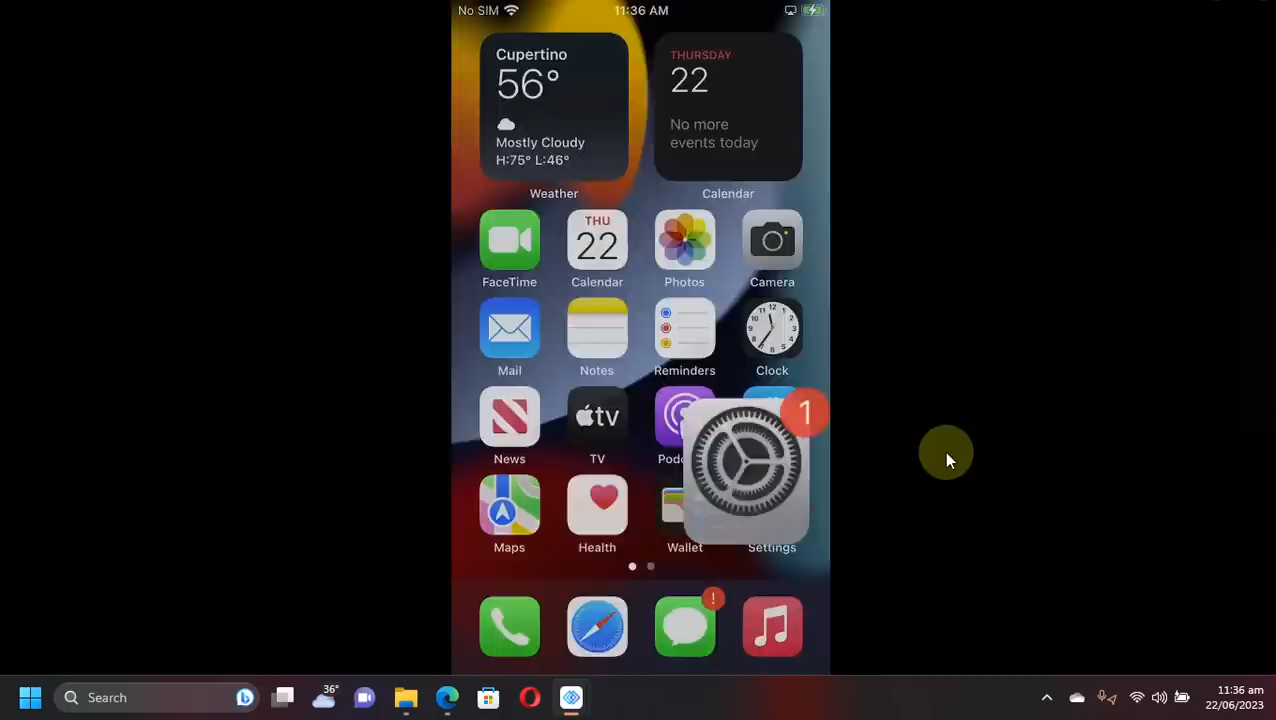 No SIM
11:36 AM
Cupertino
56°
Mostly Cloudy
H:75° L:46°
Weather
THURSDAY
22
No more
events today
Calendar
THU
22
FaceTime
Calendar
Photos
Camera
12
Mail
Notes
Reminders
Clock
tv
1
News
TV
Maps
Health
Wallet
Settings
!
Search
36°
11:36 am
22/06/2023